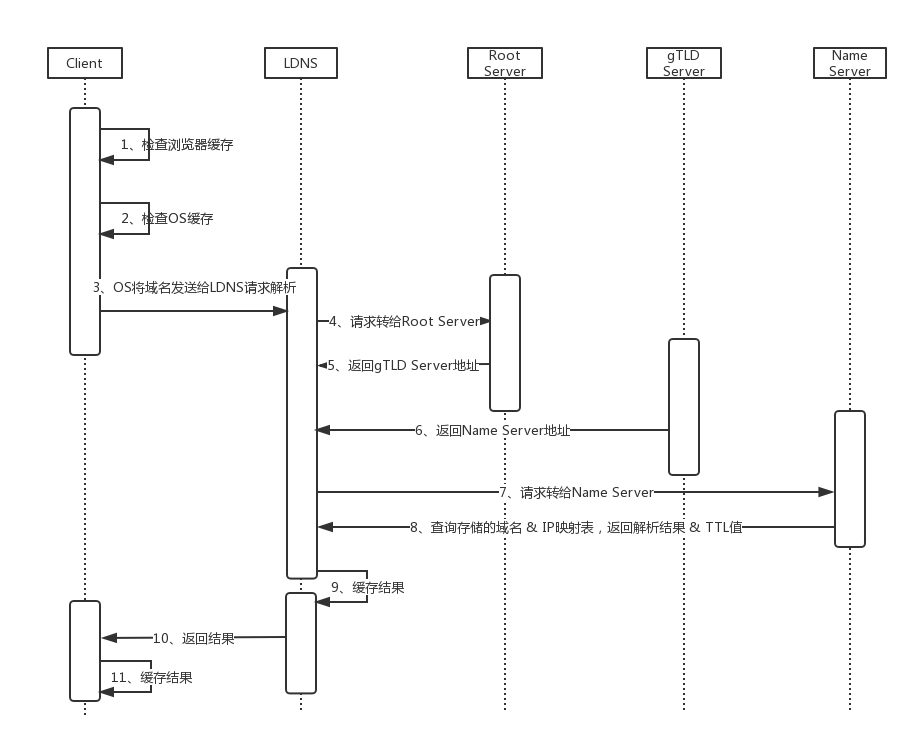 Client
LDNS
Root
Server
gTLD
Server
Name
Server
1、检查浏览器缓存
2、检查OS缓存
3、OS将域名发送给LDNS请求解析
4、请求转给Root Server
5、返回gTLD Server地址
6、返回Name Server地址
7、请求转给Name Server
8、查询存储的域名 & IP映射表，返回解析结果 & TTL值
9、缓存结果
10、返回结果
11、缓存结果